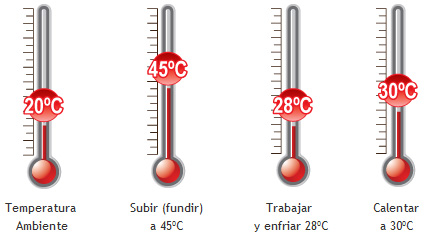 20ºC
45ºC
28ºC
30ºC
Temperatura
Ambiente
Subir (fundir)
a 45ºC
Trabajar
y enfriar 28ºC
Calentar
a 30ºC